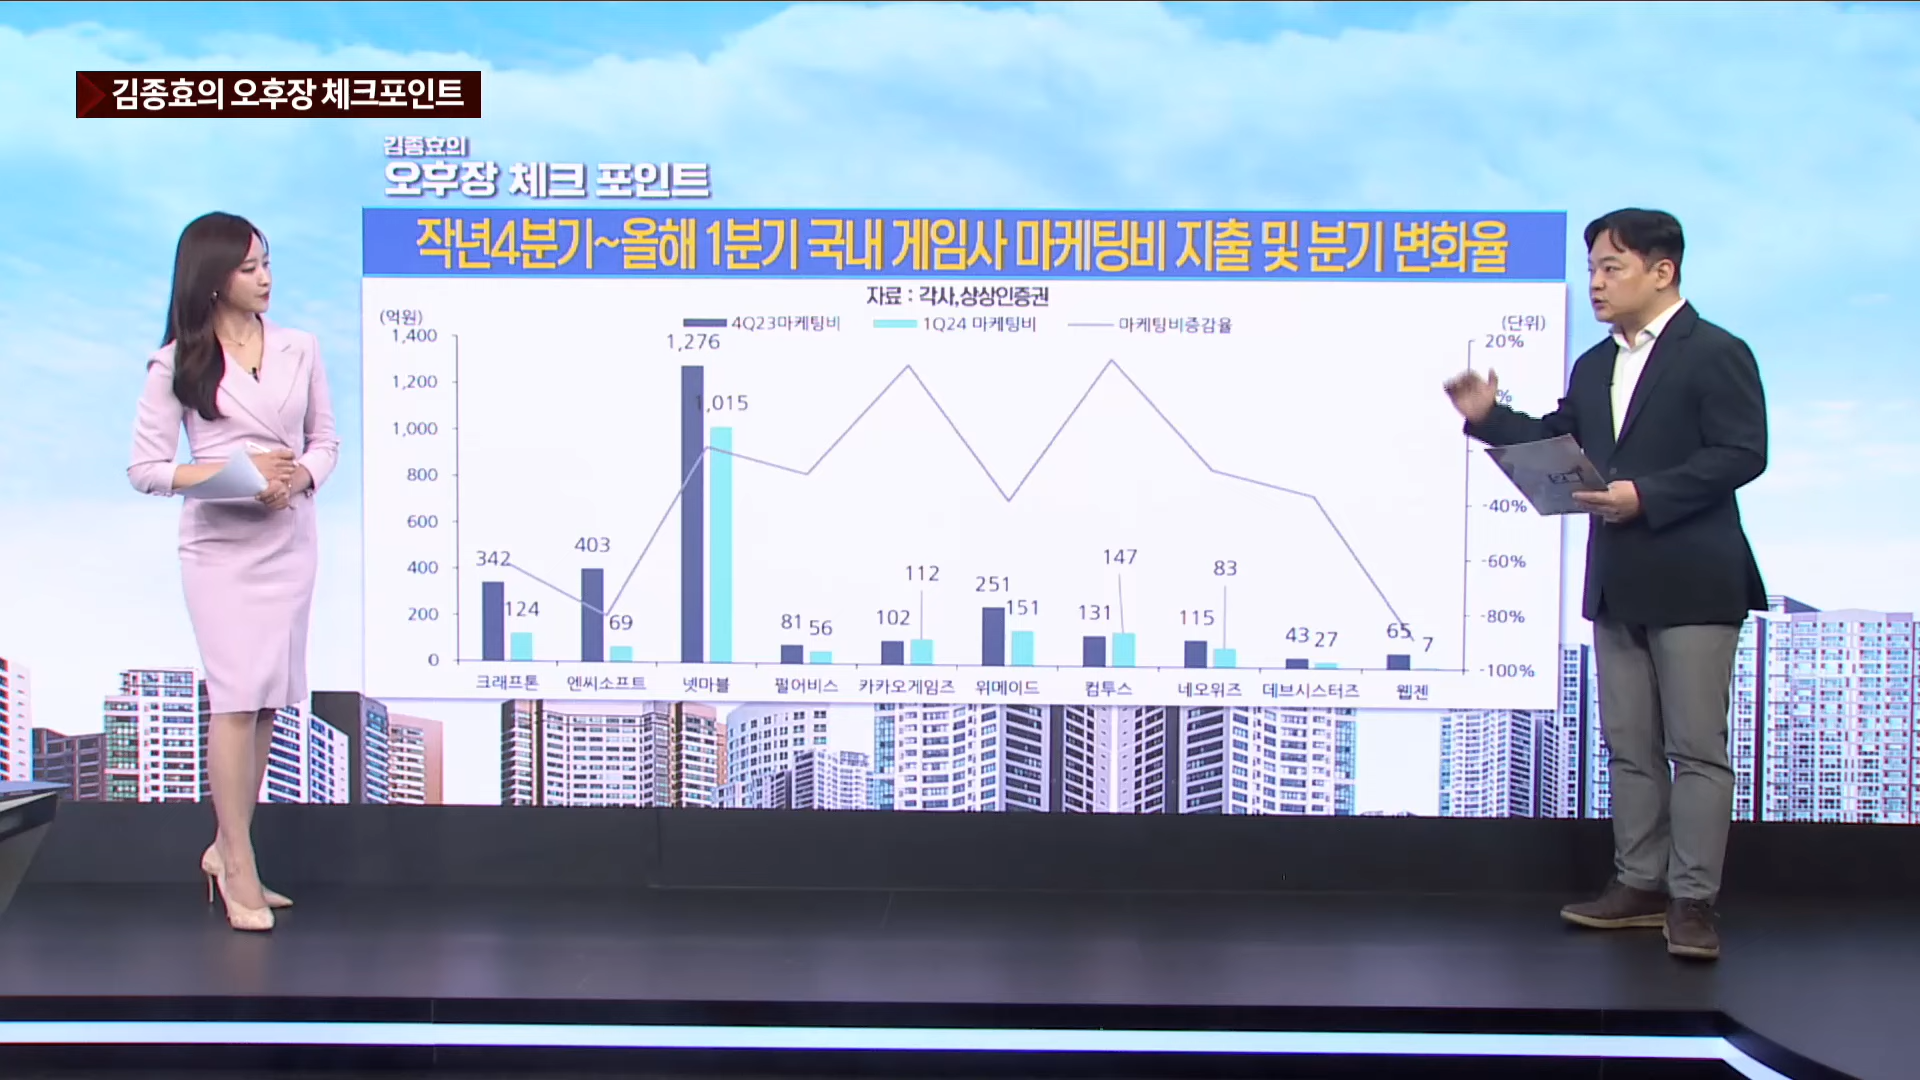 김종효의 오후장 체크포인트
김종효의
오후장 체크 포인트
작년4분기~올해 1분기 국내 게임사 마케팅비 지출 및 분기 변화율
자료 : 각사,상상인증권
(억원)
4Q23마케팅비
1Q24 마케팅비
마케팅비증감율
(단위)
1,400
1,200
1,000
800
600
400
200
0
20%
%
-40%
-60%
-80%
-100%
342
124
403
69
1,276
1,015
81
56
102
112
251
151
131
147
115
83
43
27
65
7
크래프톤
엔씨소프트
넷마블
펄어비스
카카오게임즈
위메이드
컴투스
네오위즈
데브시스터즈
웹젠